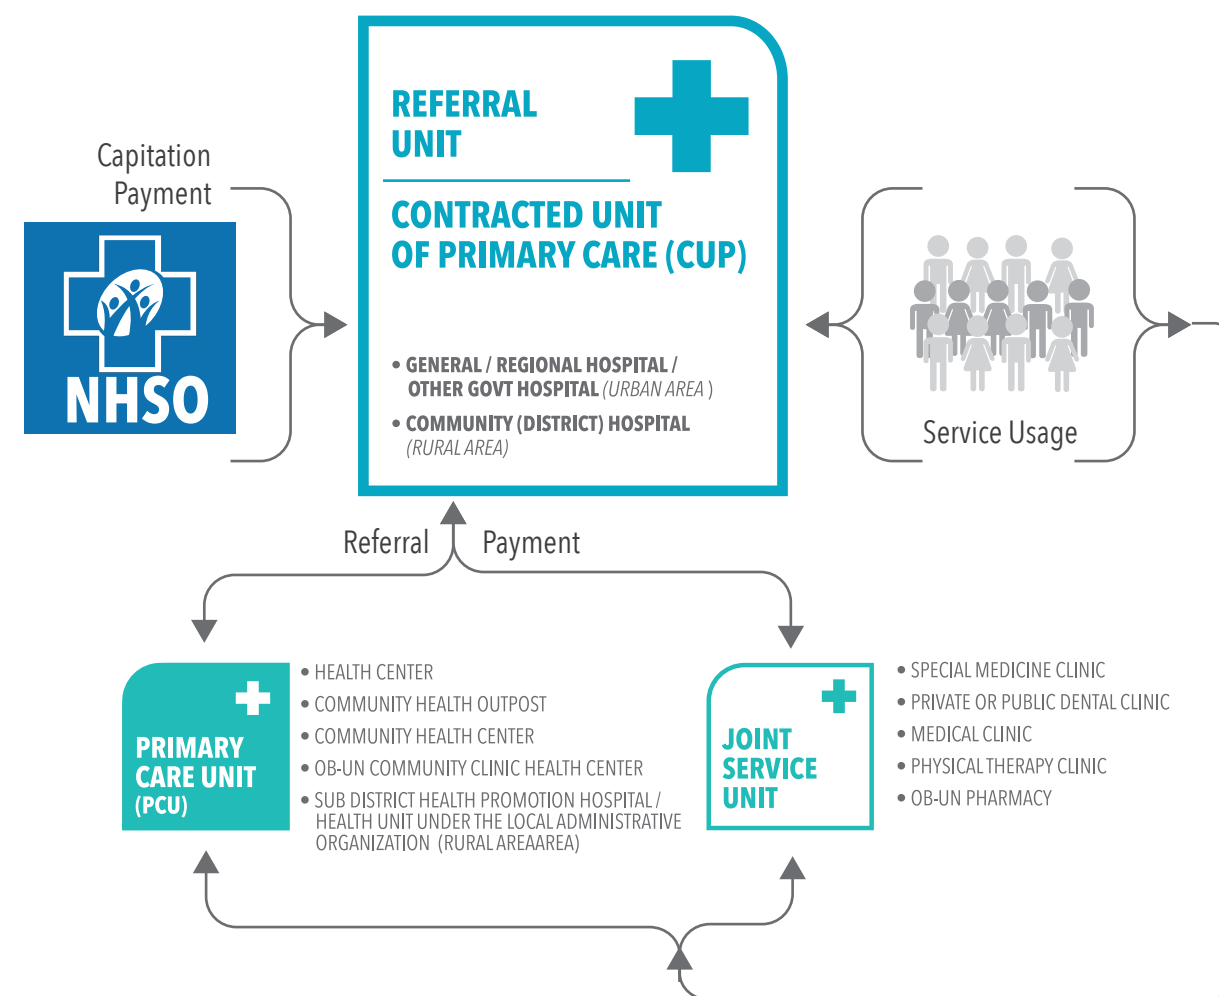 REFERRAL
UNIT
CONTRACTED UNIT
OF PRIMARY CARE (CUP)
• GENERAL / REGIONAL HOSPITAL /
OTHER GOVT HOSPITAL (URBAN AREA )
• COMMUNITY (DISTRICT) HOSPITAL
(RURAL AREA)
Capitation
Payment
NHSO
Service Usage
Referral
Payment
PRIMARY
CARE UNIT
(PCU)
• HEALTH CENTER
• COMMUNITY HEALTH OUTPOST
• COMMUNITY HEALTH CENTER
• OB-UN COMMUNITY CLINIC HEALTH CENTER
• SUB DISTRICT HEALTH PROMOTION HOSPITAL /
HEALTH UNIT UNDER THE LOCAL ADMINISTRATIVE
ORGANIZATION (RURAL AREAAREA)
JOINT
SERVICE
UNIT
• SPECIAL MEDICINE CLINIC
• PRIVATE OR PUBLIC DENTAL CLINIC
• MEDICAL CLINIC
• PHYSICAL THERAPY CLINIC
• OB-UN PHARMACY